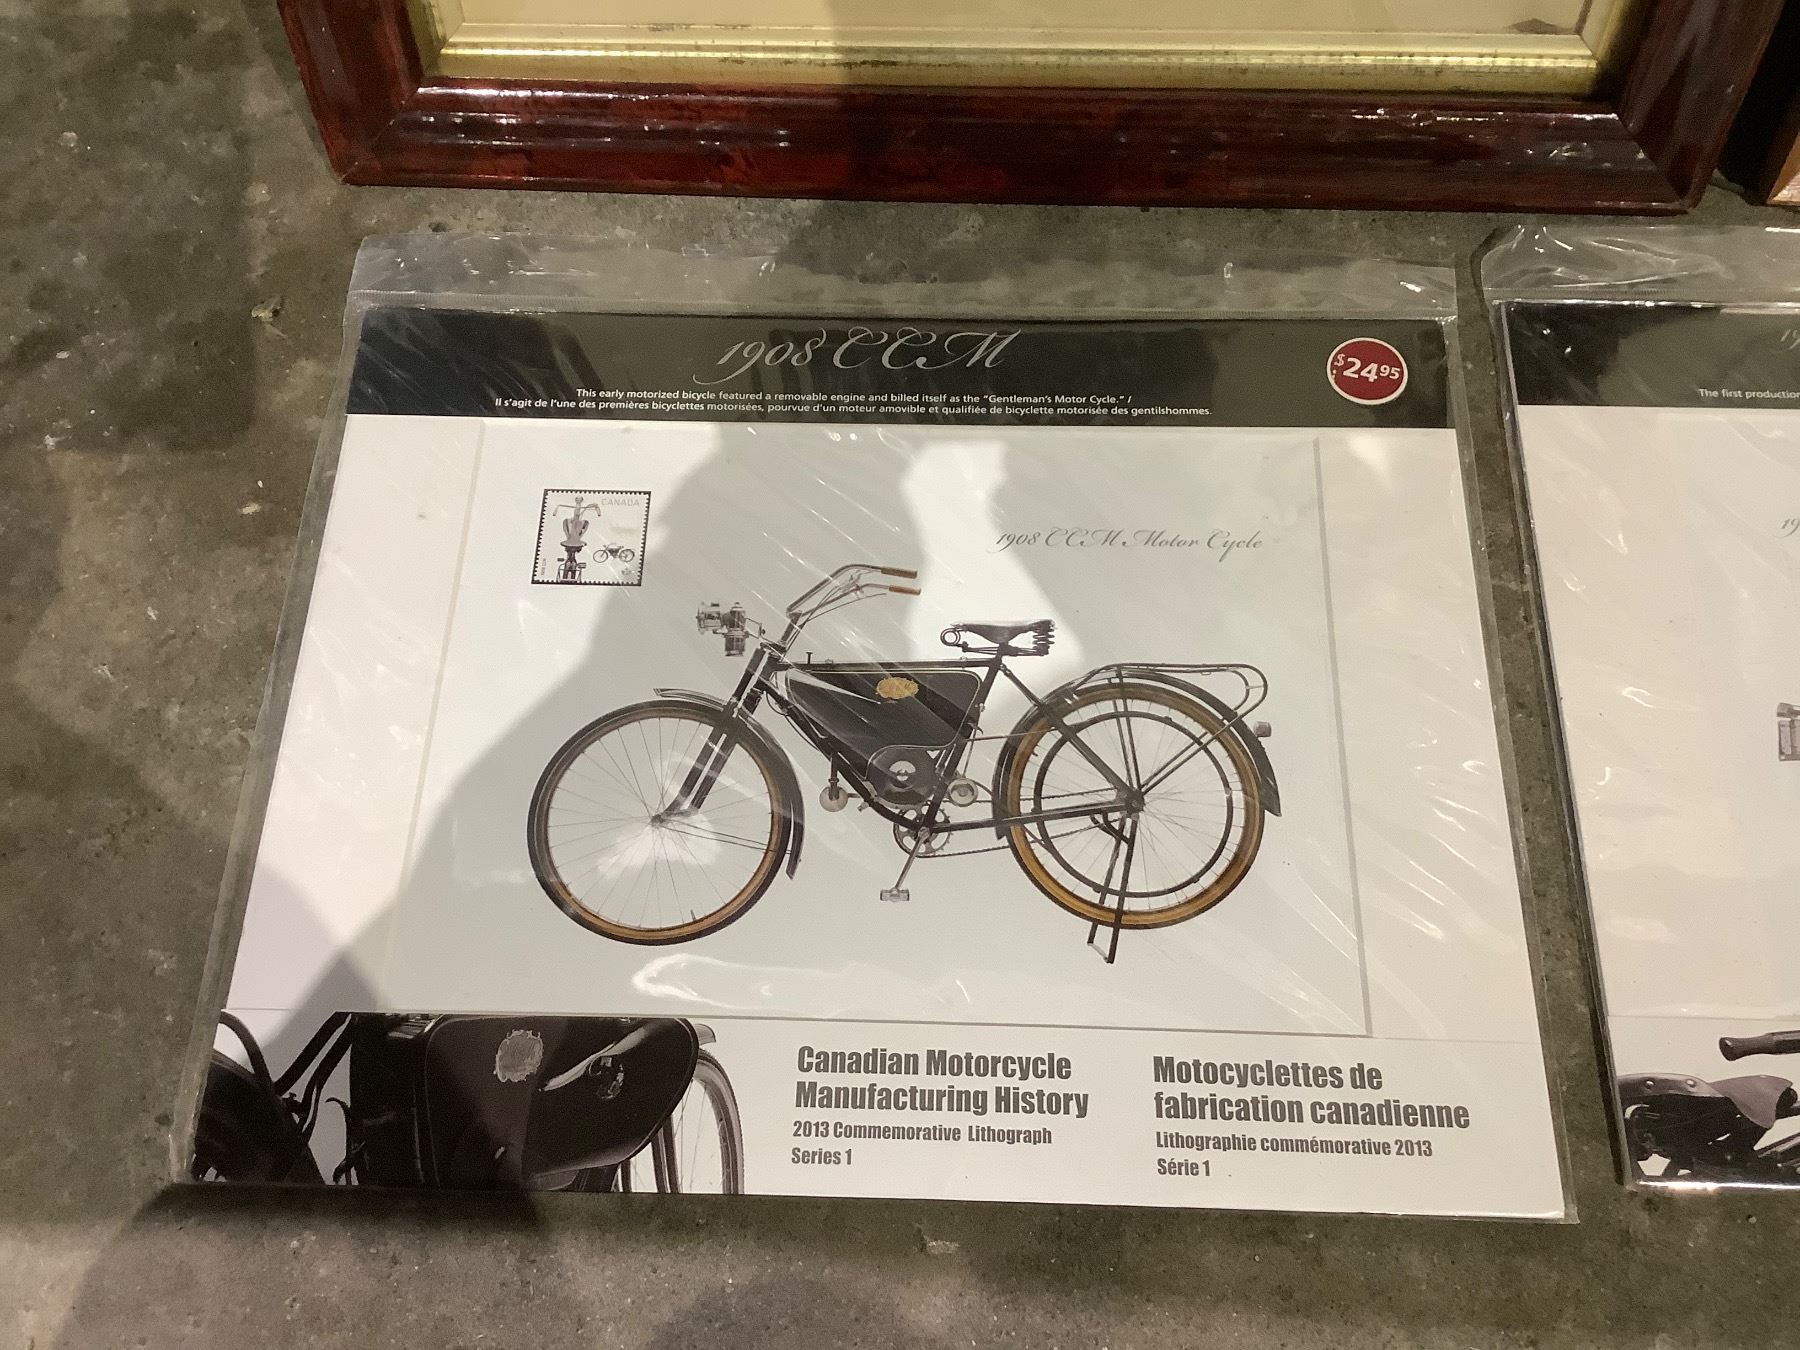 1908 CCM
This early motorized bicycle featured a removable engine and billed itself as the "Gentleman's Motor Cycle." /
Il s'agit de l'une des premières bicyclettes motorisées, pourvue d'un moteur amovible et qualifiée de bicyclette motorisée des gentilshommes.
$24.95
CANADA
1908 CCM Motor Cycle
Canadian Motorcycle
Manufacturing History
2013 Commemorative Lithograph
Series 1
Motocyclettes de
fabrication canadienne
Lithographie commémorative 2013
Série 1
The first production